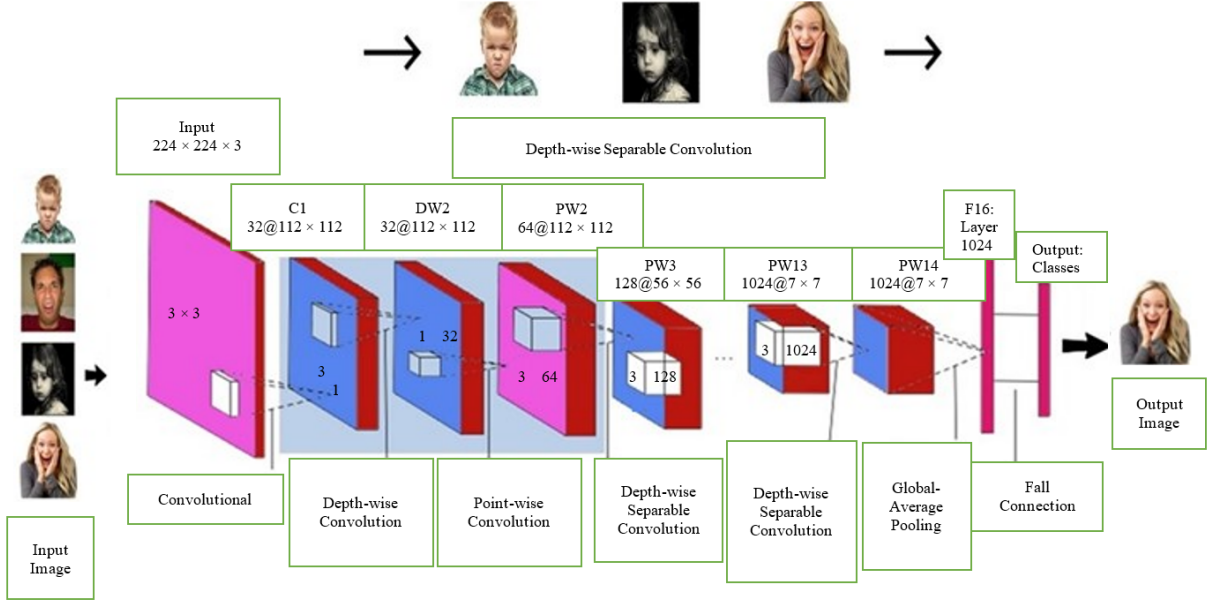 Input
224 × 224 × 3
Depth-wise Separable Convolution
C1
32@112 × 112
DW2
32@112 × 112
PW2
64@112 × 112
PW3
128@56 × 56
PW13
1024@7 × 7
PW14
1024@7 × 7
F16:
Layer
1024
Output:
Classes
3 × 3
3
1
1 32
3 64
3 128
...
3 1024
Input
Image
Convolutional
Depth-wise
Convolution
Point-wise
Convolution
Depth-wise
Separable
Convolution
Depth-wise
Separable
Convolution
Global-
Average
Pooling
Fall
Connection
Output
Image